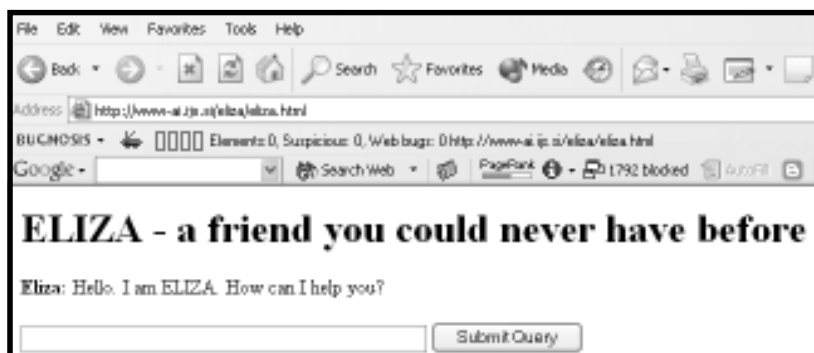 File Edit View Favorites Tools Help
Back Search Favorites Media
Address http://www-ai.ijs.si/eliza/eliza.html
BUGNOSIS Elements: 0, Suspicious: 0, Web bugs: 0 http://www-ai.ijs.si/eliza/eliza.html
Google Search Web PageRank 1792 blocked AutoFill
ELIZA - a friend you could never have before
Eliza: Hello. I am ELIZA. How can I help you?
Submit Query